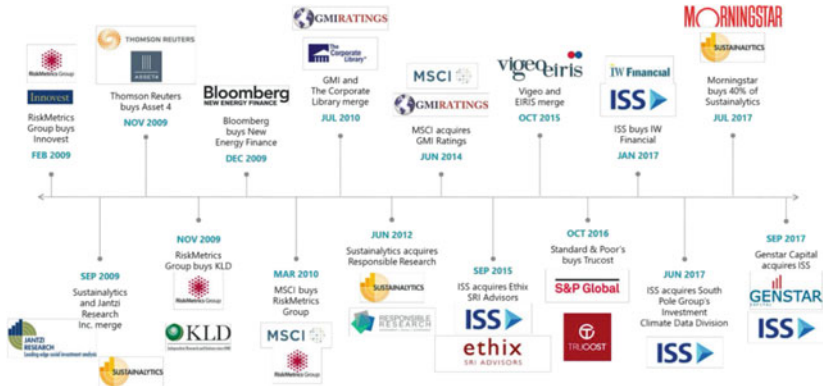 RiskMetrics Group
Innovest
RiskMetrics
Group buys
Innovest
FEB 2009
THOMSON REUTERS
ASSET4
Thomson Reuters
buys Asset 4
NOV 2009
Bloomberg
NEW ENERGY FINANCE
Bloomberg
buys New
Energy Finance
DEC 2009
GMIRATINGS
The
Corporate
Library
GMI and
The Corporate
Library merge
JUL 2010
MSCI
GMIRATINGS
MSCI acquires
GMI Ratings
JUN 2014
vigeoeiris
Vigeo and
EIRIS merge
OCT 2015
IW Financial
ISS
ISS buys IW
Financial
JAN 2017
MORNINGSTAR
SUSTAINALYTICS
Morningstar
buys 40% of
Sustainalytics
JUL 2017
SEP 2009
Sustainalytics
and Jantzi
Research
Inc. merge
JANTZI
RESEARCH
Leading edge social investment analysis
SUSTAINALYTICS
NOV 2009
RiskMetrics
Group buys KLD
RiskMetrics Group
KLD
MAR 2010
MSCI buys
RiskMetrics
Group
MSCI
RiskMetrics Group
JUN 2012
Sustainalytics acquires
Responsible Research
SUSTAINALYTICS
RESPONSIBLE
RESEARCH
SEP 2015
ISS acquires Ethix
SRI Advisors
ISS
ethix
SRI ADVISORS
OCT 2016
Standard & Poor's
buys Trucost
S&P Global
TRUCOST
JUN 2017
ISS acquires South
Pole Group's
Investment
Climate Data Division
ISS
SEP 2017
Genstar Capital
acquires ISS
GENSTAR
CAPITAL
ISS